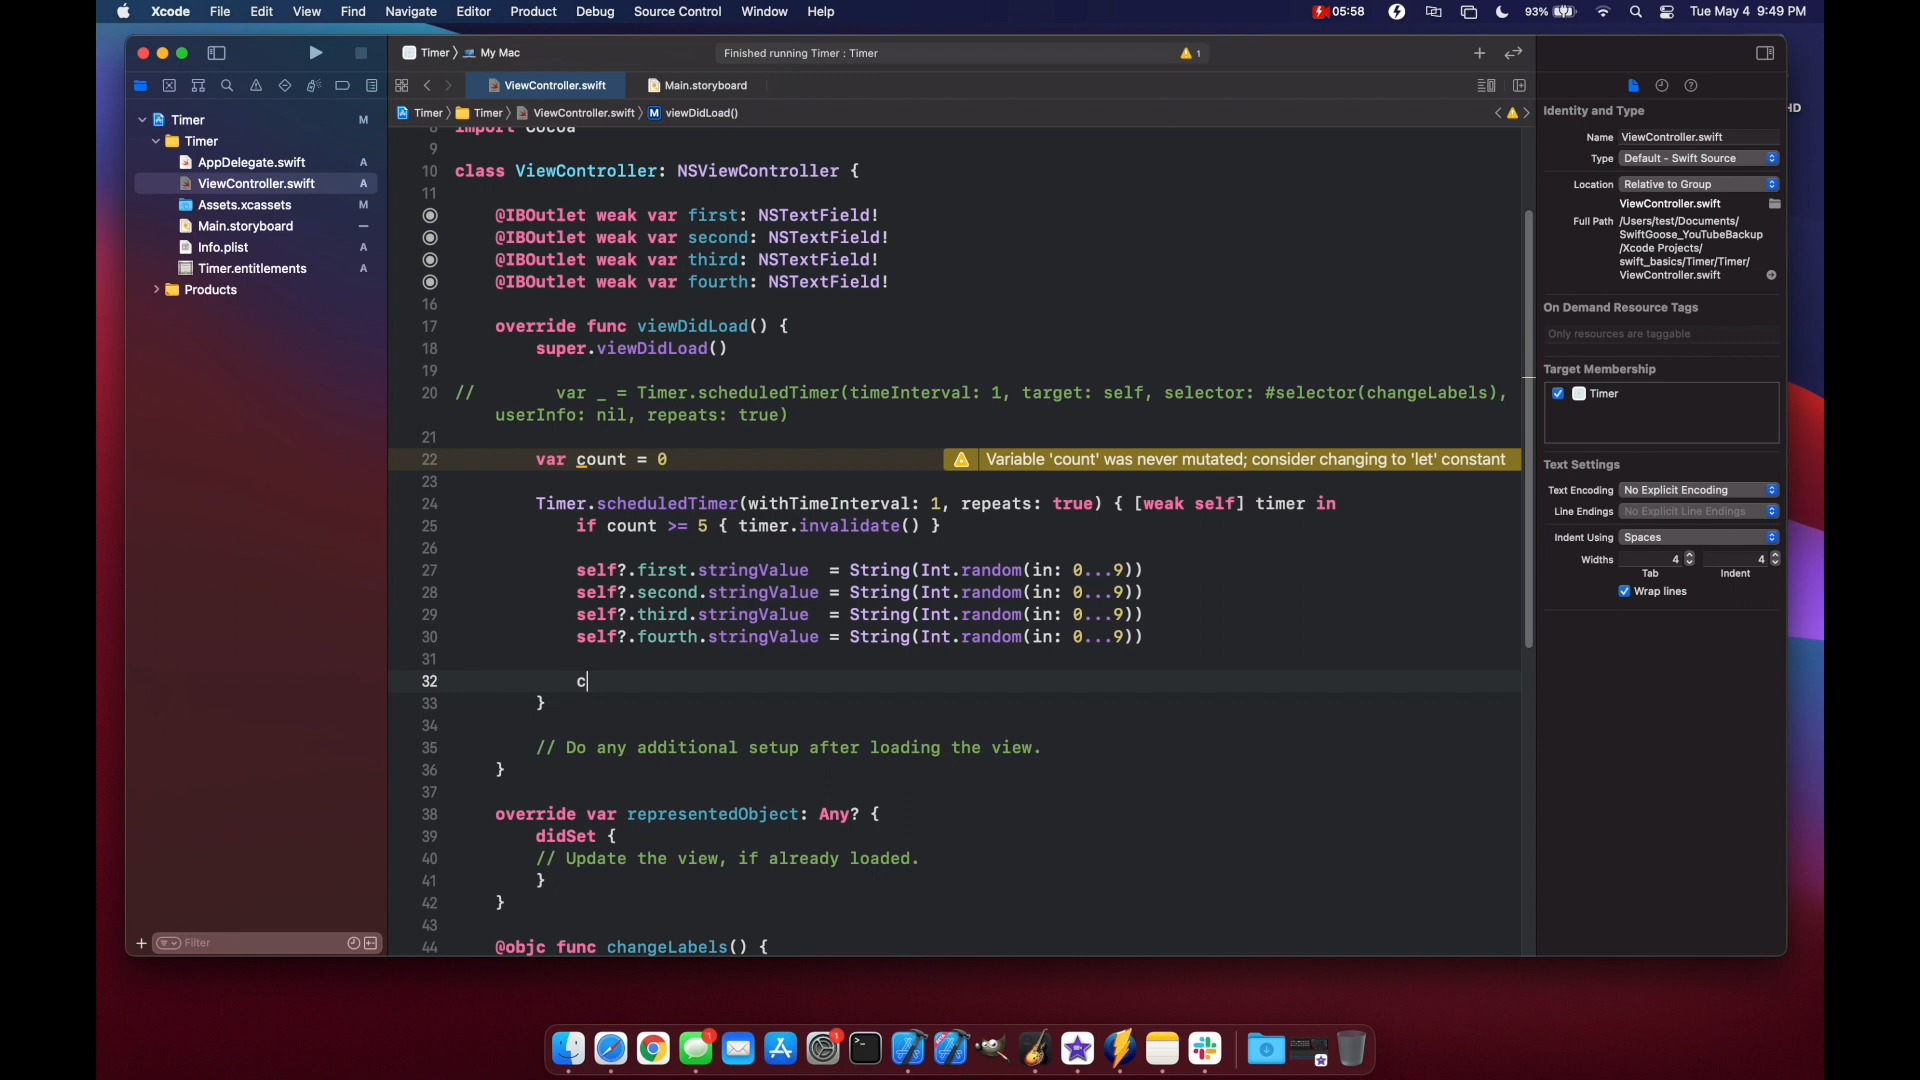 Xcode File Edit View Find Navigate Editor Product Debug Source Control Window Help 05:58 93% Tue May 4 9:49 PM
Timer My Mac Finished running Timer : Timer 1
ViewController.swift Main.storyboard
Timer Timer ViewController.swift M viewDidLoad()
Timer M
Timer
AppDelegate.swift A
ViewController.swift A
Assets.xcassets M
Main.storyboard
Info.plist A
Timer.entitlements A
Products
Filter
8 import Cocoa
9
10 class ViewController: NSViewController {
11
@IBOutlet weak var first: NSTextField!
@IBOutlet weak var second: NSTextField!
@IBOutlet weak var third: NSTextField!
@IBOutlet weak var fourth: NSTextField!
16
17 override func viewDidLoad() {
18 super.viewDidLoad()
19
20 // var _ = Timer.scheduledTimer(timeInterval: 1, target: self, selector: #selector(changeLabels),
userInfo: nil, repeats: true)
21
22 var count = 0 Variable 'count' was never mutated; consider changing to 'let' constant
23
24 Timer.scheduledTimer(withTimeInterval: 1, repeats: true) { [weak self] timer in
25 if count >= 5 { timer.invalidate() }
26
27 self?.first.stringValue = String(Int.random(in: 0...9))
28 self?.second.stringValue = String(Int.random(in: 0...9))
29 self?.third.stringValue = String(Int.random(in: 0...9))
30 self?.fourth.stringValue = String(Int.random(in: 0...9))
31
32 c
33 }
34
35 // Do any additional setup after loading the view.
36 }
37
38 override var representedObject: Any? {
39 didSet {
40 // Update the view, if already loaded.
41 }
42 }
43
44 @objc func changeLabels() {
Identity and Type
Name ViewController.swift
Type Default - Swift Source
Location Relative to Group
ViewController.swift
Full Path /Users/test/Documents/
SwiftGoose_YouTubeBackup
/Xcode Projects/
swift_basics/Timer/Timer/
ViewController.swift
On Demand Resource Tags
Only resources are taggable
Target Membership
Timer
Text Settings
Text Encoding No Explicit Encoding
Line Endings No Explicit Line Endings
Indent Using Spaces
Widths 4 4
Tab Indent
Wrap lines
HD
1 1